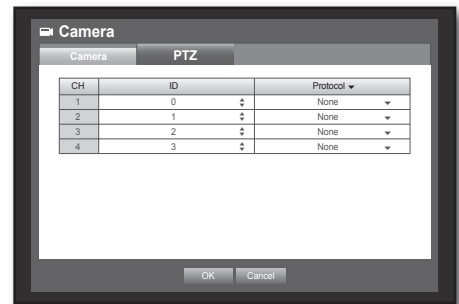 Camera
Camera PTZ
CH ID Protocol
1 0 None
2 1 None
3 2 None
4 3 None
OK Cancel